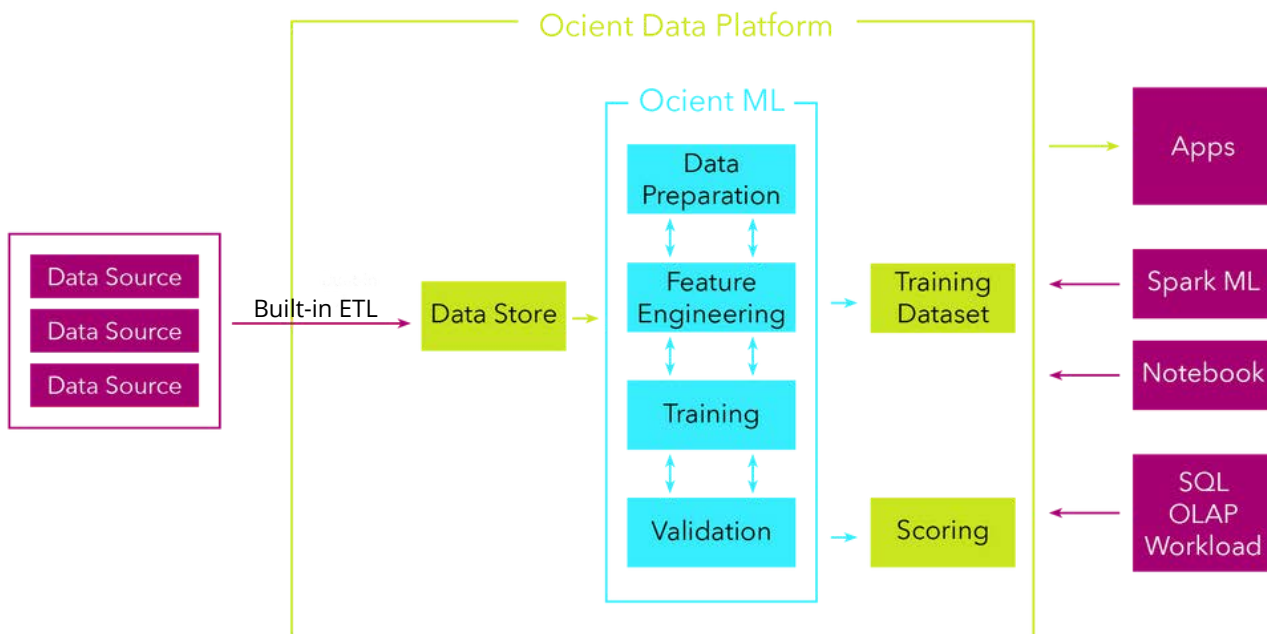 Ocient Data Platform
Ocient ML
Data
Preparation
Feature
Engineering
Training
Validation
Data Source
Data Source
Data Source
Built-in ETL
Data Store
Training
Dataset
Scoring
Apps
Spark ML
Notebook
SQL
OLAP
Workload